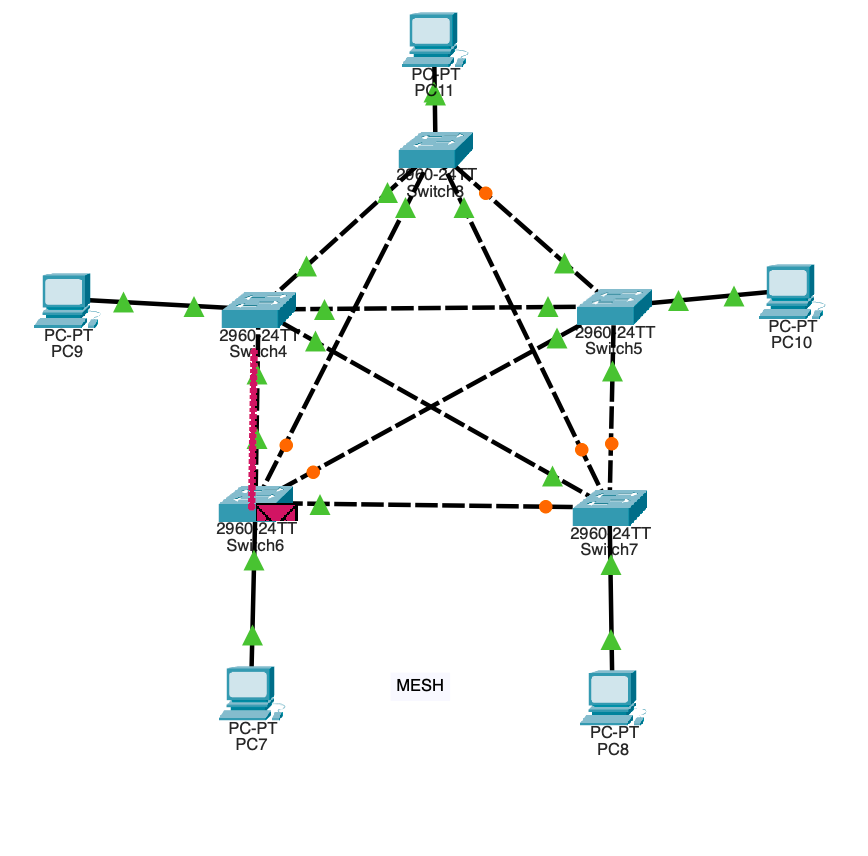 PC-PT
PC11
2960-24TT
Switch3
PC-PT
PC9
2960-24TT
Switch4
2960-24TT
Switch5
PC-PT
PC10
2960-24TT
Switch6
2960-24TT
Switch7
PC-PT
PC7
MESH
PC-PT
PC8